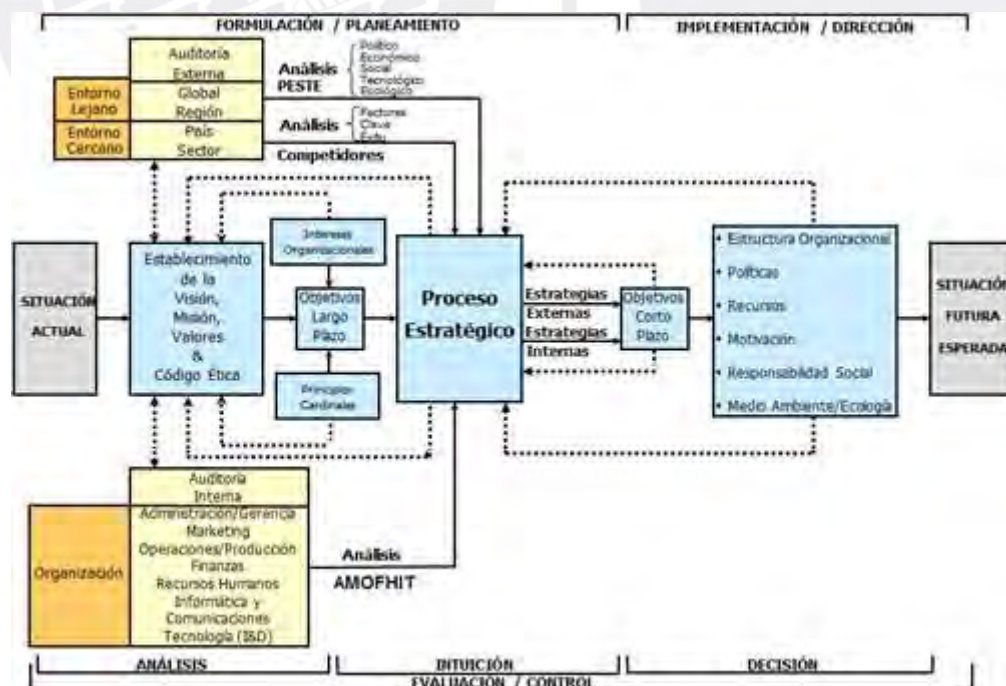 FORMULACIÓN / PLANEAMIENTO
IMPLEMENTACIÓN / DIRECCIÓN
Auditoría
Externa
Global
Región
País
Sector
Entorno
Lejano
Entorno
Cercano
Análisis
PESTE
Político
Económico
Social
Tecnológico
Ecológico
Análisis
Competidores
Factores
Clave
Éxito
SITUACIÓN
ACTUAL
Establecimiento
de la
Visión,
Misión,
Valores
&
Código Ética
Intereses
Organizacionales
Objetivos
Largo
Plazo
Principios
Cardinales
Proceso
Estratégico
Estrategias
Externas
Estrategias
Internas
Objetivos
Corto
Plazo
• Estructura Organizacional
• Políticas
• Recursos
• Motivación
• Responsabilidad Social
• Medio Ambiente/Ecología
SITUACIÓN
FUTURA
ESPERADA
Organización
Auditoría
Interna
Administración/Gerencia
Marketing
Operaciones/Producción
Finanzas
Recursos Humanos
Informática y
Comunicaciones
Tecnología (I&D)
Análisis
AMOFHIT
ANÁLISIS
INTUICIÓN
DECISIÓN
EVALUACIÓN / CONTROL